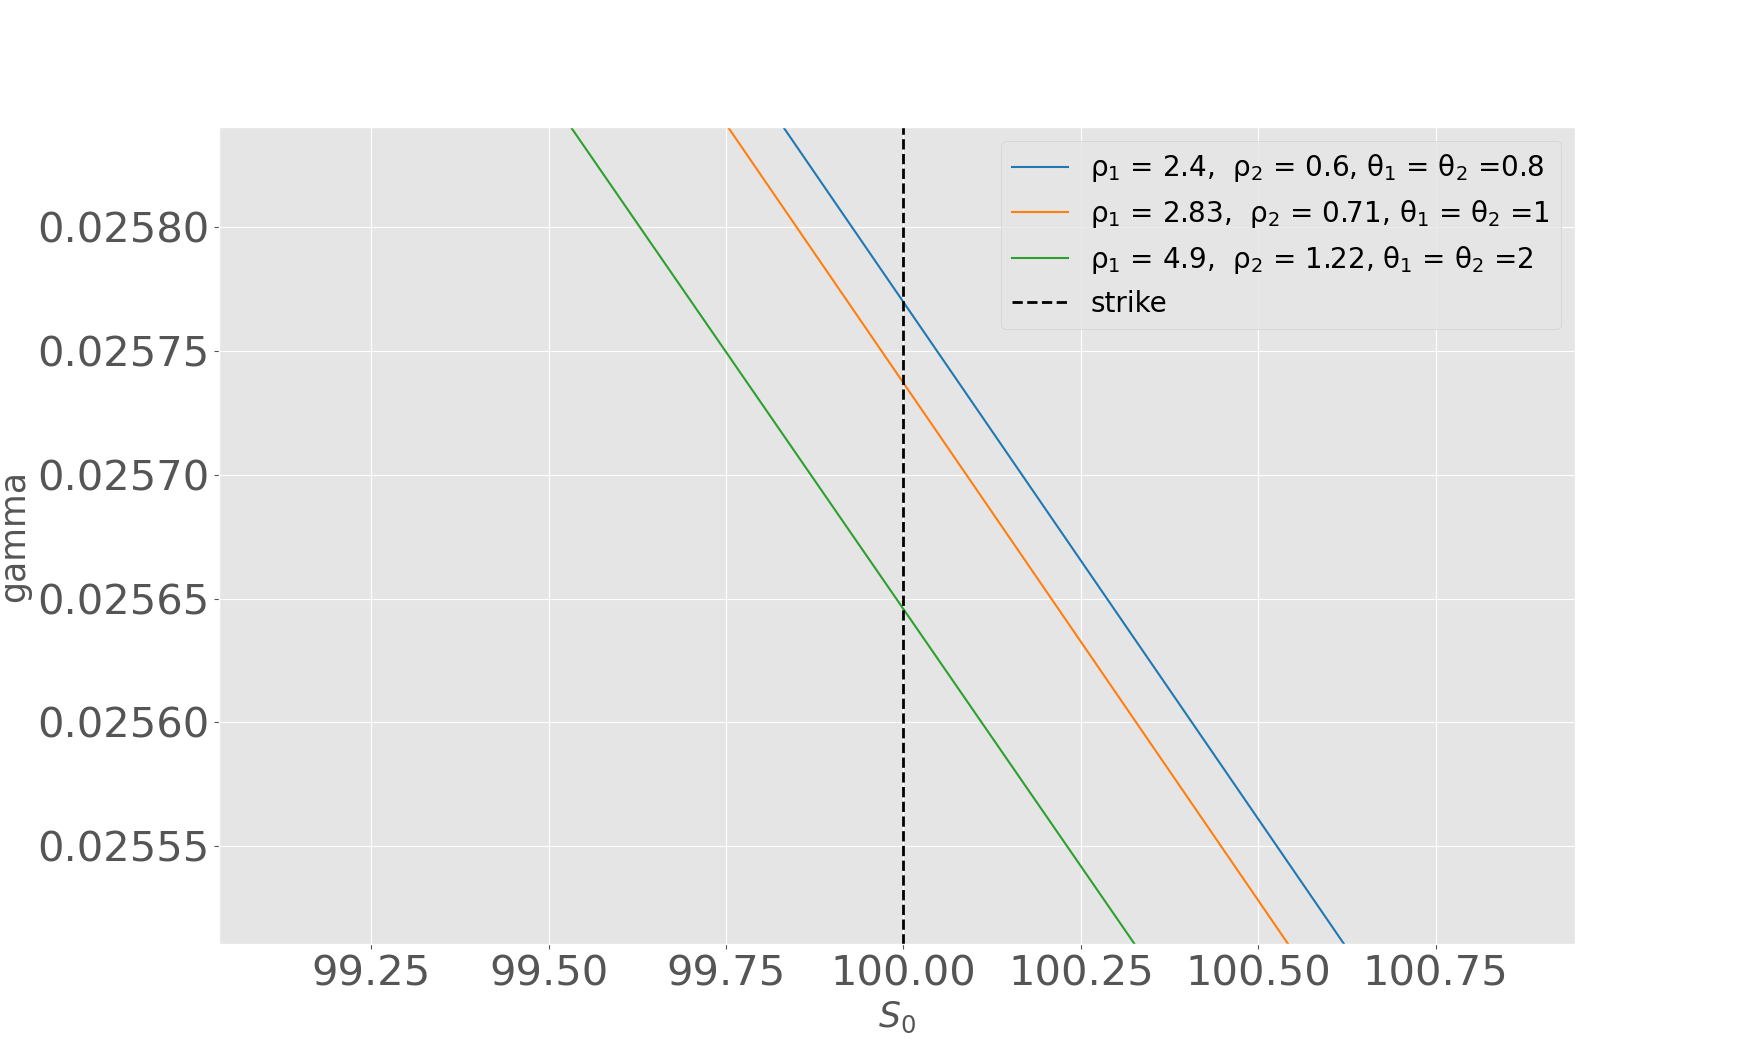 ρ₁ = 2.4,  ρ₂ = 0.6, θ₁ = θ₂ =0.8
ρ₁ = 2.83,  ρ₂ = 0.71, θ₁ = θ₂ =1
ρ₁ = 4.9,  ρ₂ = 1.22, θ₁ = θ₂ =2
strike
gamma
0.02580
0.02575
0.02570
0.02565
0.02560
0.02555
99.25 99.50 99.75 100.00 100.25 100.50 100.75
S₀